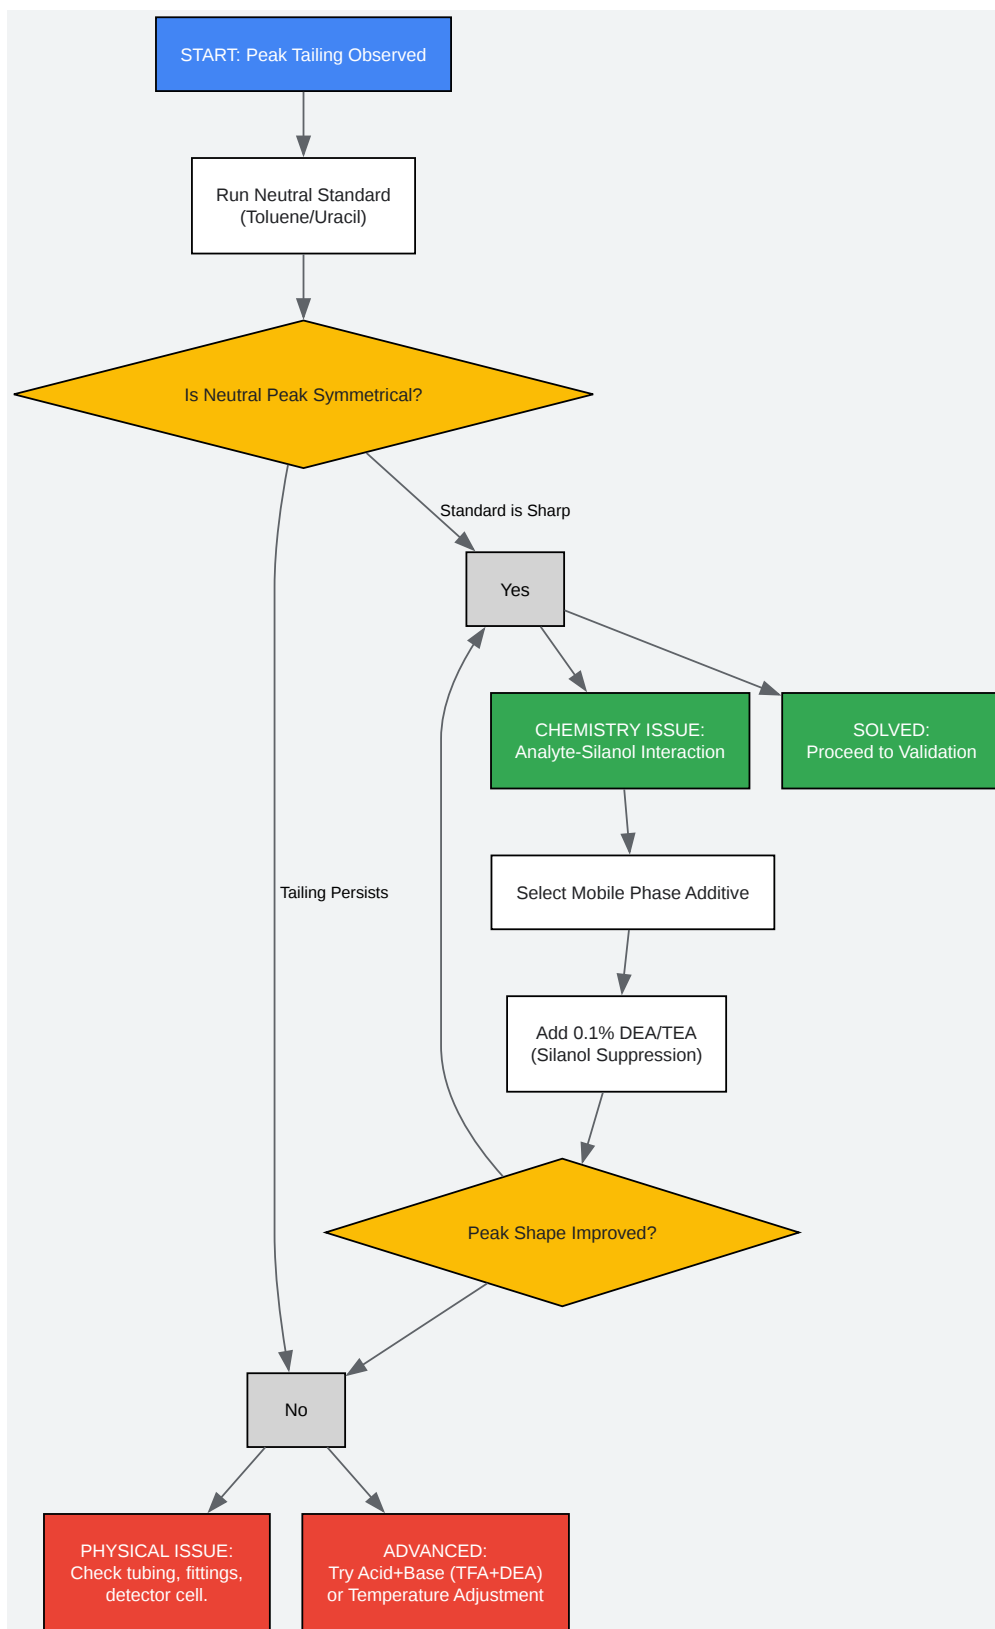 START: Peak Tailing Observed
Run Neutral Standard
(Toluene/Uracil)
Is Neutral Peak Symmetrical?
Standard is Sharp
Yes
CHEMISTRY ISSUE:
Analyte-Silanol Interaction
SOLVED:
Proceed to Validation
Tailing Persists
Select Mobile Phase Additive
Add 0.1% DEA/TEA
(Silanol Suppression)
Peak Shape Improved?
No
PHYSICAL ISSUE:
Check tubing, fittings,
detector cell.
ADVANCED:
Try Acid+Base (TFA+DEA)
or Temperature Adjustment